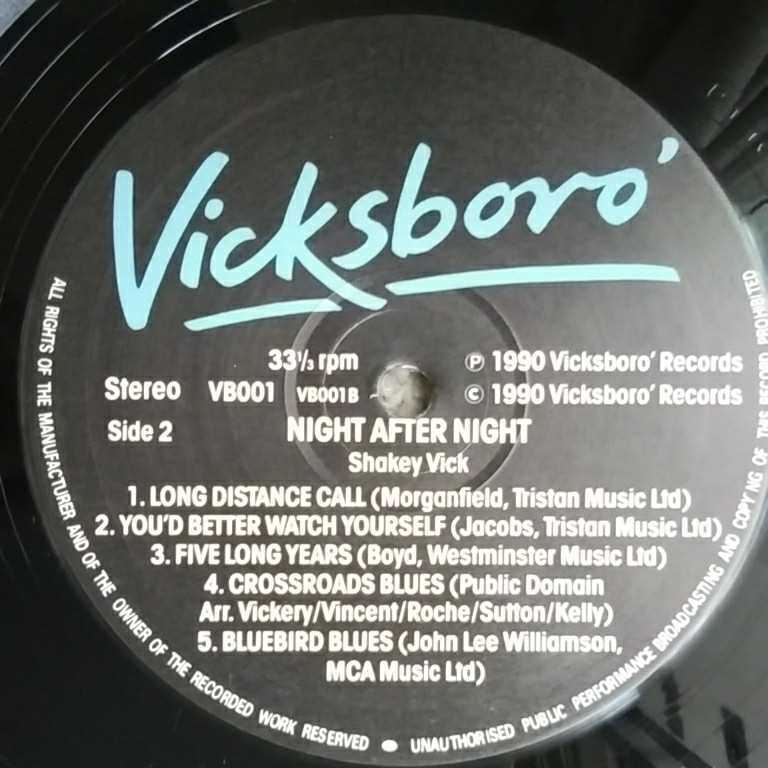 Vicksboro'
33⅓ rpm
Stereo VB001 VB001B
Ⓟ 1990 Vicksboro' Records
© 1990 Vicksboro' Records
Side 2
NIGHT AFTER NIGHT
Shakey Vick
1. LONG DISTANCE CALL (Morganfield, Tristan Music Ltd)
2. YOU'D BETTER WATCH YOURSELF (Jacobs, Tristan Music Ltd)
3. FIVE LONG YEARS (Boyd, Westminster Music Ltd)
4. CROSSROADS BLUES (Public Domain
Arr. Vickery/Vincent/Roche/Sutton/Kelly)
5. BLUEBIRD BLUES (John Lee Williamson,
MCA Music Ltd)
ALL RIGHTS OF THE MANUFACTURER AND OF THE OWNER OF THE RECORDED WORK RESERVED ● UNAUTHORISED PUBLIC PERFORMANCE BROADCASTING AND COPYING OF THIS RECORD PROHIBITED